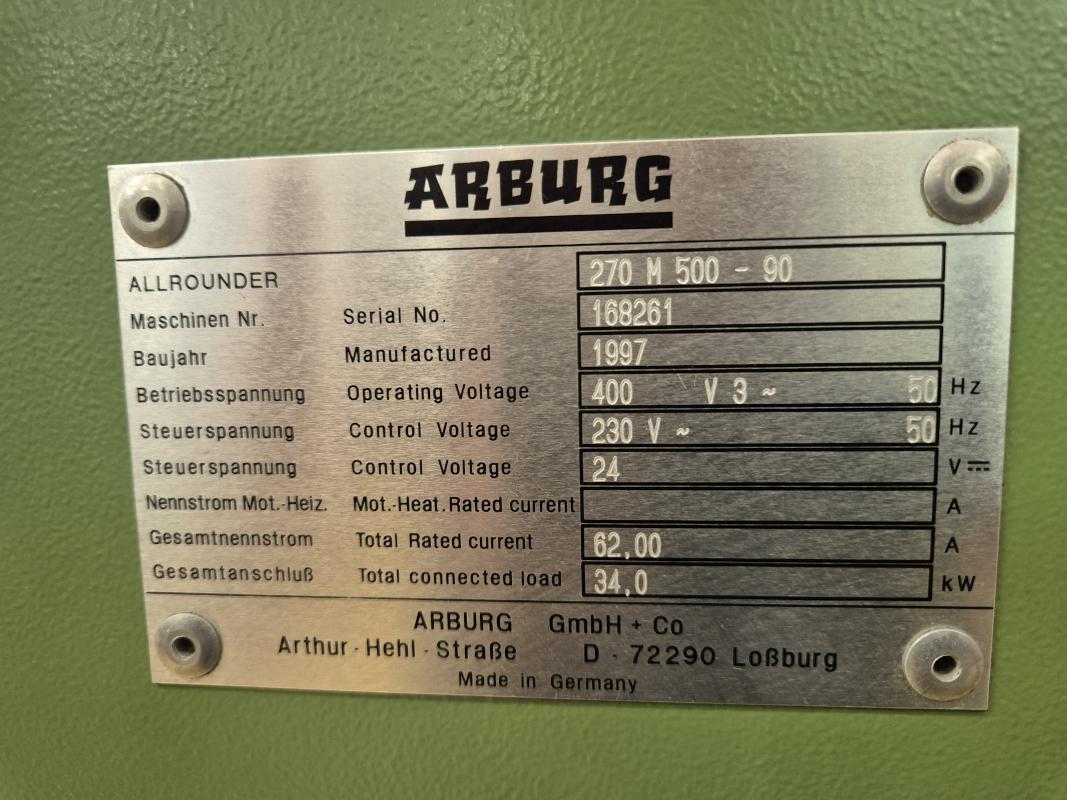 ARBURG
ALLROUNDER 270 M 500 - 90
Maschinen Nr. Serial No. 168261
Baujahr Manufactured 1997
Betriebsspannung Operating Voltage 400 V 3 ~ 50 Hz
Steuerspannung Control Voltage 230 V ~ 50 Hz
Steuerspannung Control Voltage 24 V⎓
Nennstrom Mot.-Heiz. Mot.-Heat.Rated current A
Gesamtnennstrom Total Rated current 62,00 A
Gesamtanschluß Total connected load 34,0 kW
ARBURG GmbH + Co
Arthur - Hehl - Straße D - 72290 Loßburg
Made in Germany